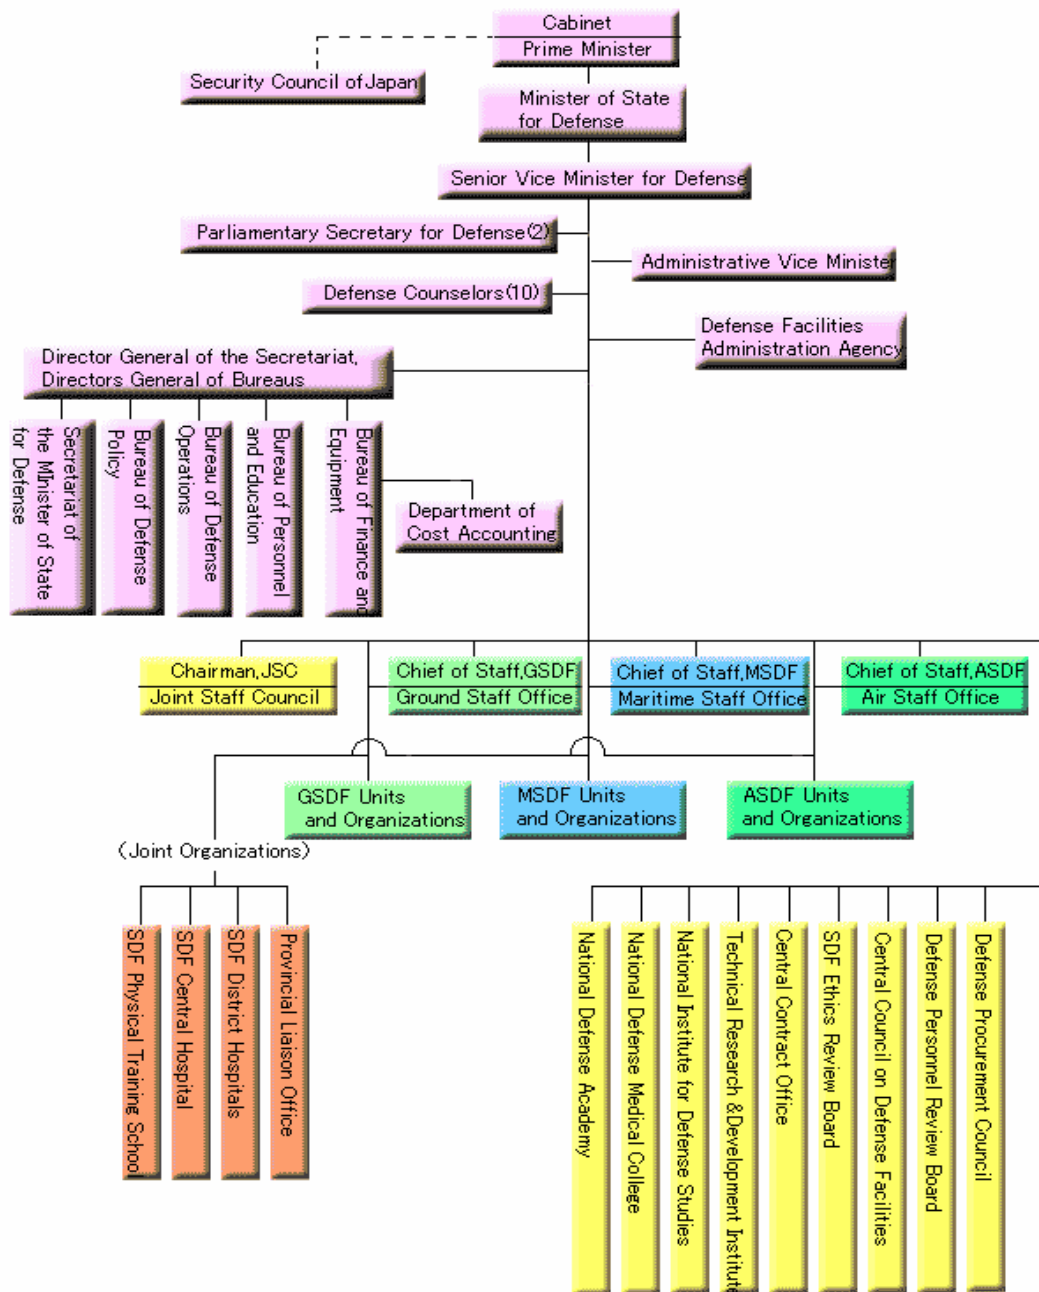 Cabinet
Prime Minister
Security Council of Japan
Minister of State
for Defense
Senior Vice Minister for Defense
Parliamentary Secretary for Defense(2)
Administrative Vice Minister
Defense Counselors(10)
Defense Facilities
Administration Agency
Director General of the Secretariat,
Directors General of Bureaus
Secretariat of
the MInister of State
for Defense
Bureau of Defense
Policy
Bureau of Defense
Operations
Bureau of Personnel
and Education
Bureau of Finance and
Equipment
Department of
Cost Accounting
Chairman,JSC
Joint Staff Council
Chief of Staff,GSDF
Ground Staff Office
Chief of Staff,MSDF
Maritime Staff Office
Chief of Staff,ASDF
Air Staff Office
GSDF Units
and Organizations
MSDF Units
and Organizations
ASDF Units
and Organizations
(Joint Organizations)
SDF Physical Training School
SDF Central Hospital
SDF District Hospitals
Provincial Liaison Office
National Defense Academy
National Defense Medical College
National Institute for Defense Studies
Technical Research &Development Institute
Central Contract Office
SDF Ethics Review Board
Central Council on Defense Facilities
Defense Personnel Review Board
Defense Procurement Council